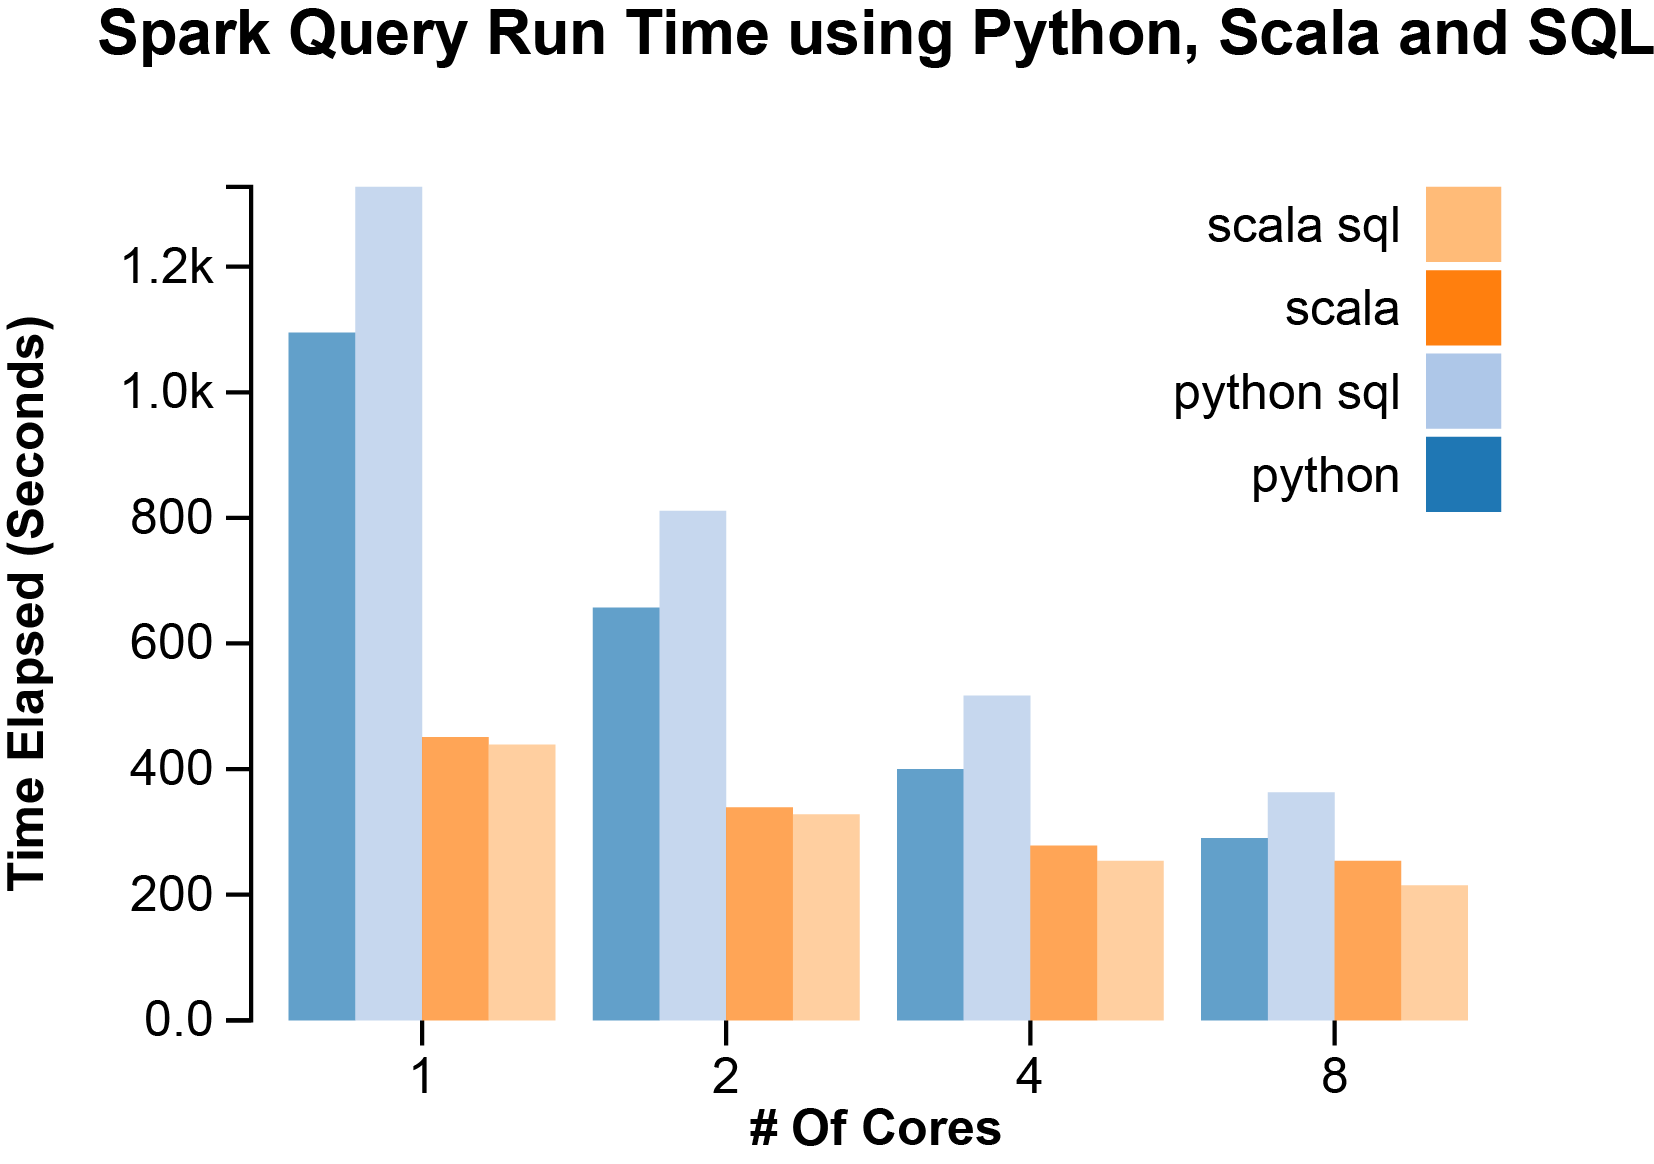 Spark Query Run Time using Python, Scala and SQL
scala sql
scala
python sql
python
Time Elapsed (Seconds)
1.2k
1.0k
800
600
400
200
0.0
1 2 4 8
# Of Cores